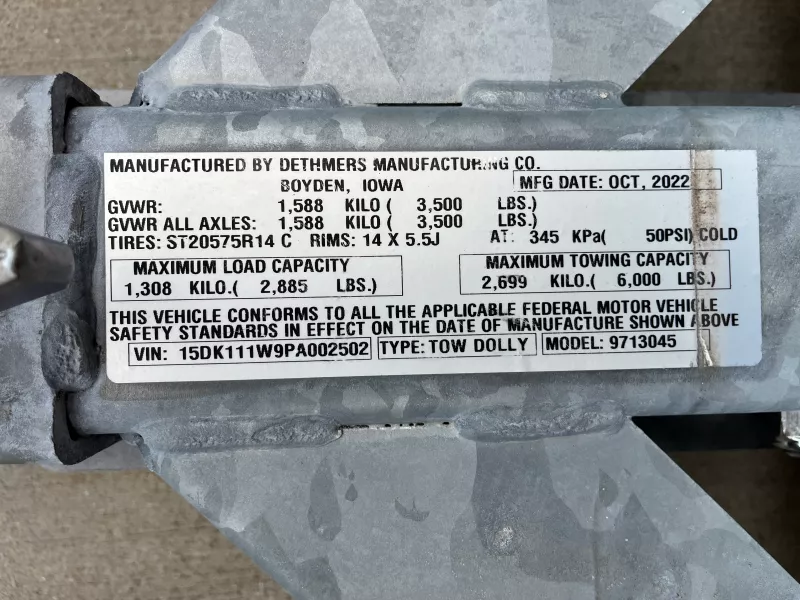 MANUFACTURED BY DETHMERS MANUFACTURING CO.
BOYDEN, IOWA MFG DATE: OCT, 2022
GVWR: 1,588 KILO ( 3,500 LBS.)
GVWR ALL AXLES: 1,588 KILO ( 3,500 LBS.)
TIRES: ST20575R14 C RIMS: 14 X 5.5J AT: 345 KPa( 50PSI) COLD
MAXIMUM LOAD CAPACITY
1,308 KILO.( 2,885 LBS.)
MAXIMUM TOWING CAPACITY
2,699 KILO.( 6,000 LBS.)
THIS VEHICLE CONFORMS TO ALL THE APPLICABLE FEDERAL MOTOR VEHICLE
SAFETY STANDARDS IN EFFECT ON THE DATE OF MANUFACTURE SHOWN ABOVE
VIN: 15DK111W9PA002502 TYPE: TOW DOLLY MODEL: 9713045